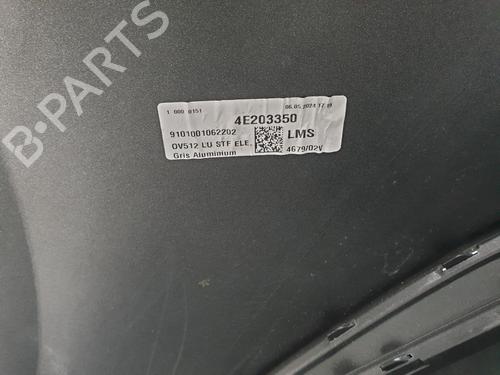 1 000 0151
06.05.2024 17:19
4E203350
9101001062202
LMS
OV512 LU STF ELE.
4679/02V
Gris Aluminium
B-PARTS